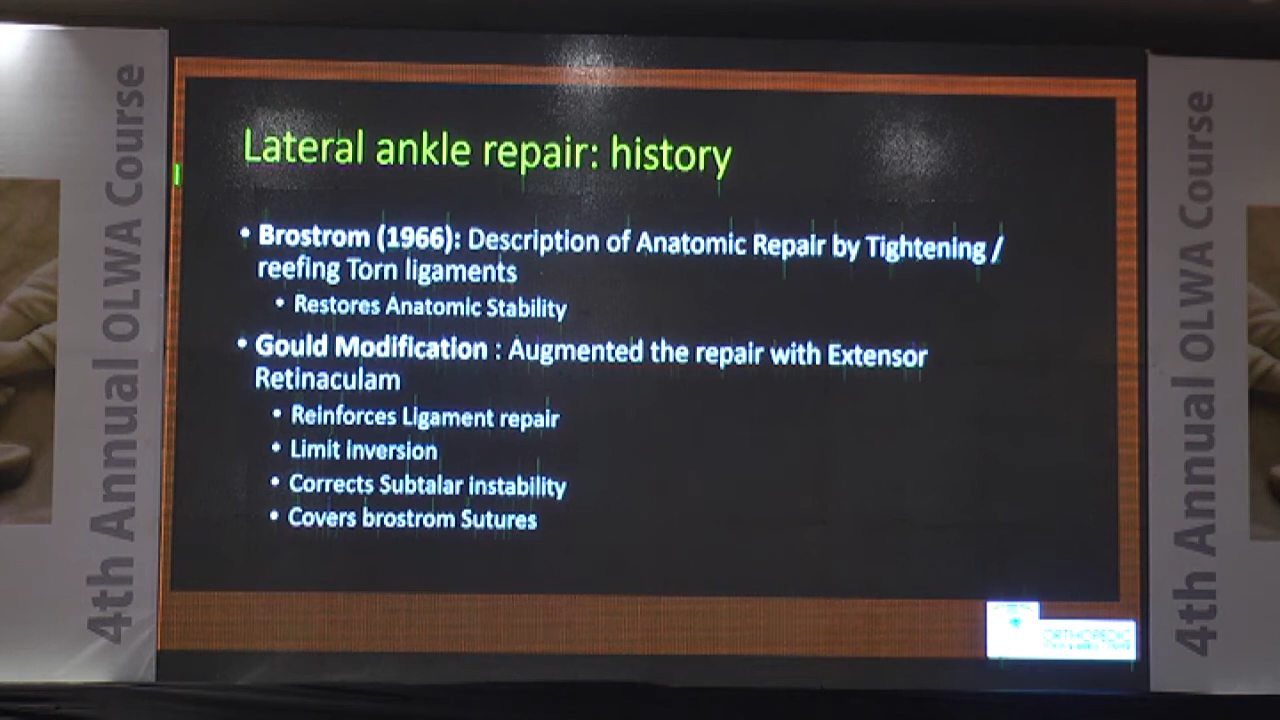 4th Annual OLWA Course
Lateral ankle repair: history
• Brostrom (1966): Description of Anatomic Repair by Tightening /
reefing Torn ligaments
• Restores Anatomic Stability
• Gould Modification : Augmented the repair with Extensor
Retinaculam
• Reinforces Ligament repair
• Limit inversion
• Corrects Subtalar instability
• Covers brostrom Sutures
ORTHOPEDIC
4th Annual OLWA Course